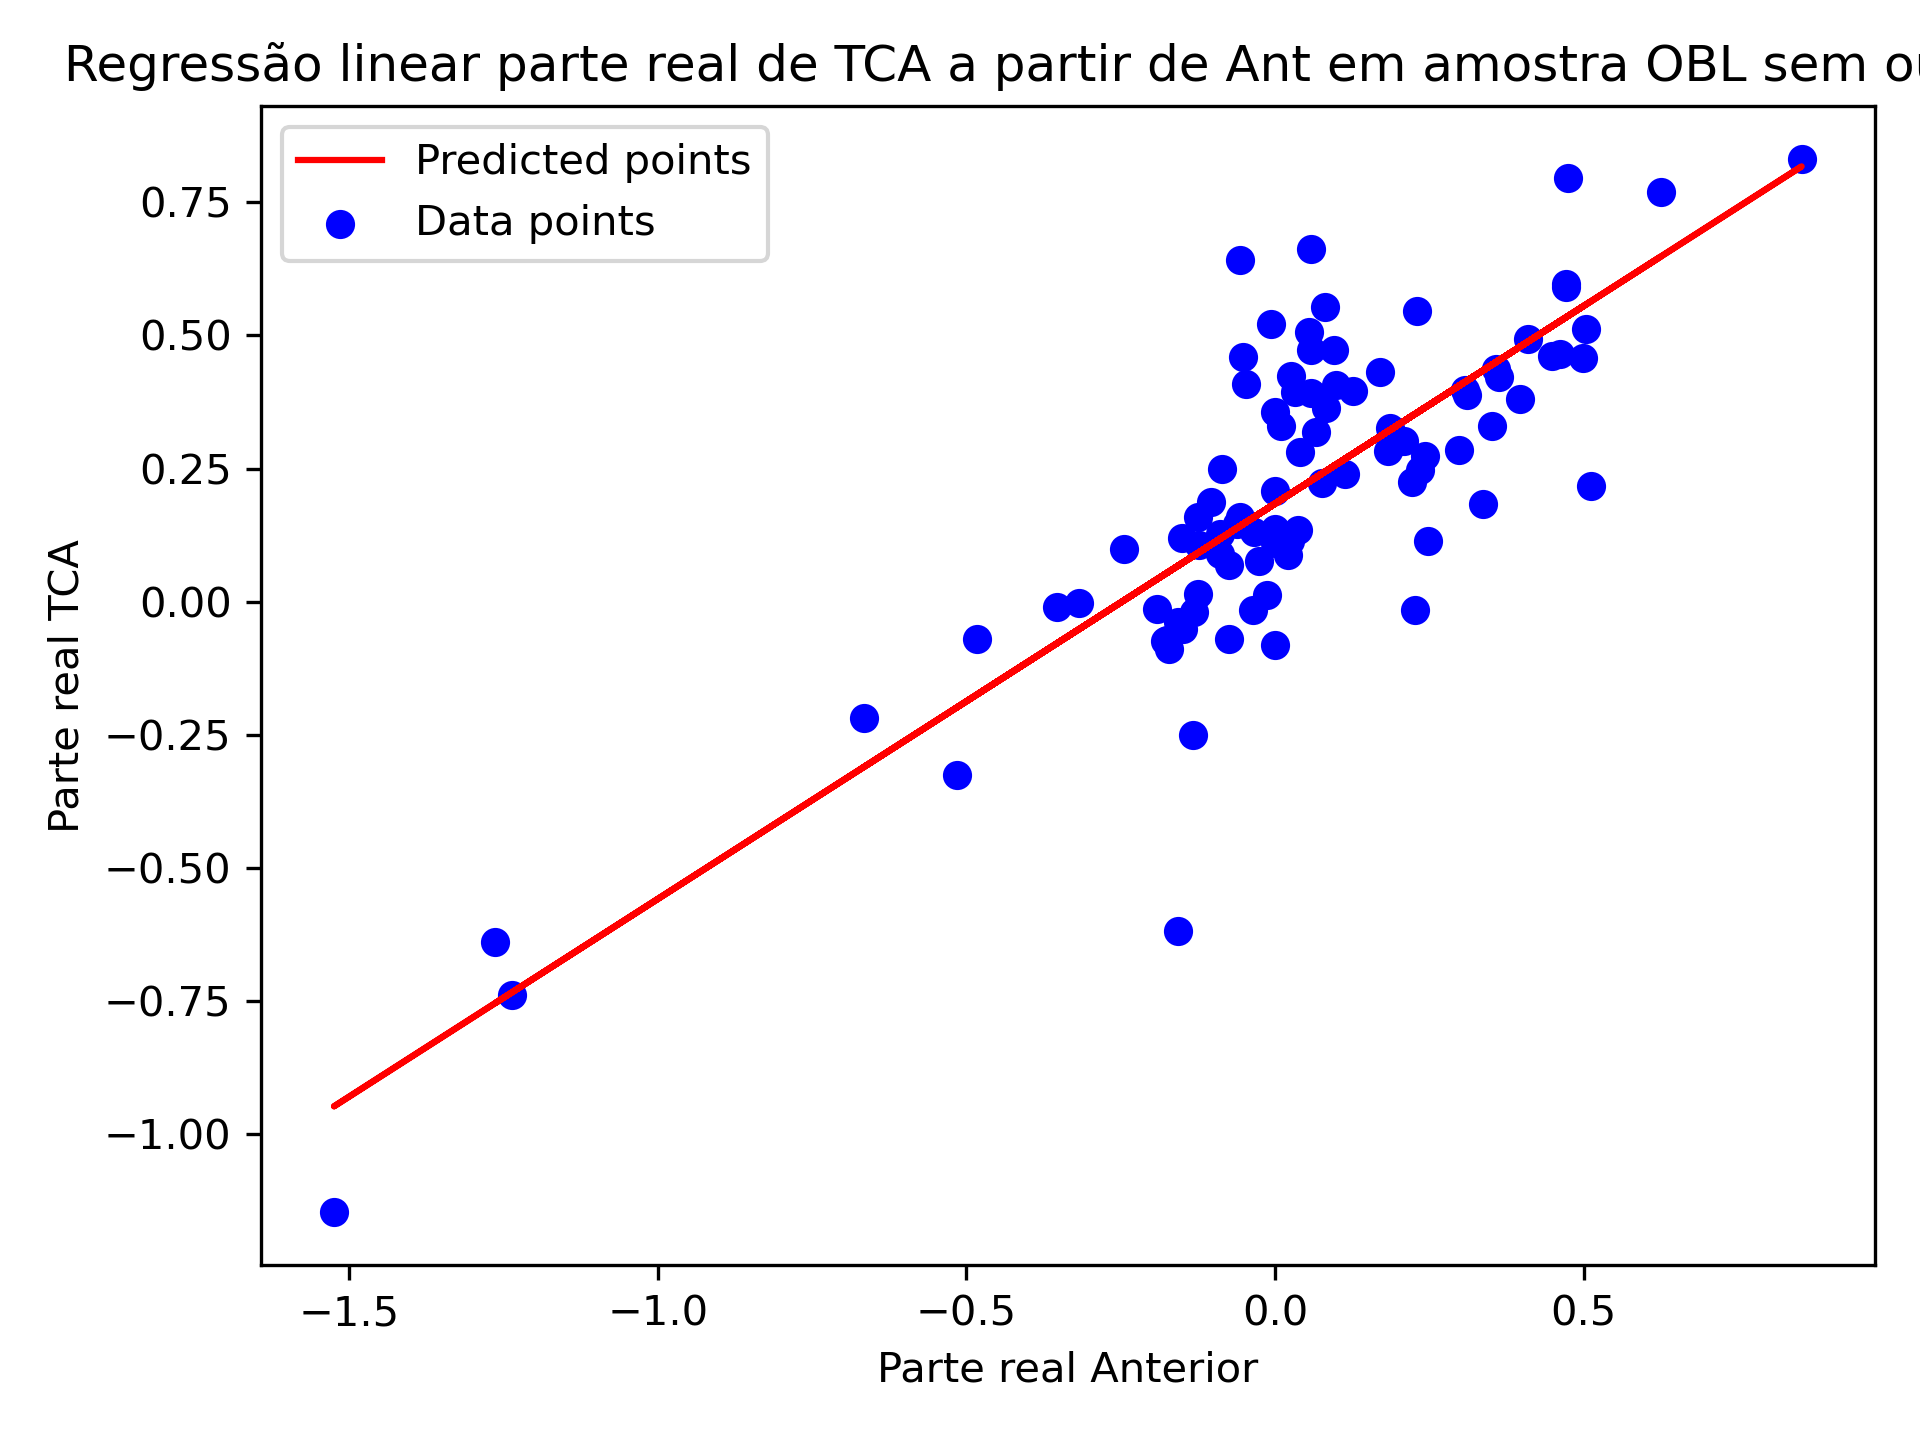 Regressão linear parte real de TCA a partir de Ant em amostra OBL sem
Predicted points
Data points
0.75
0.50
0.25
0.00
−0.25
−0.50
−0.75
−1.00
Parte real TCA
−1.5 −1.0 −0.5 0.0 0.5
Parte real Anterior